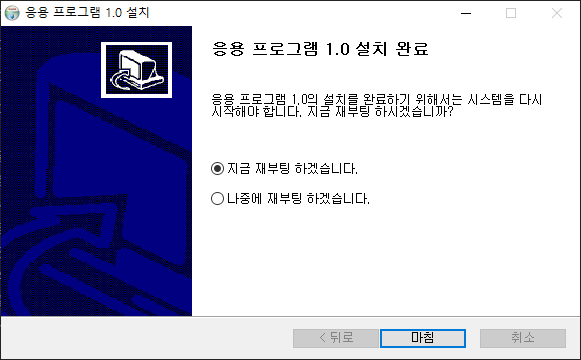 응용 프로그램 1.0 설치
응용 프로그램 1.0 설치 완료
응용 프로그램 1.0의 설치를 완료하기 위해서는 시스템을 다시
시작해야 합니다. 지금 재부팅 하시겠습니까?
지금 재부팅 하겠습니다.
나중에 재부팅 하겠습니다.
< 뒤로
마침
취소